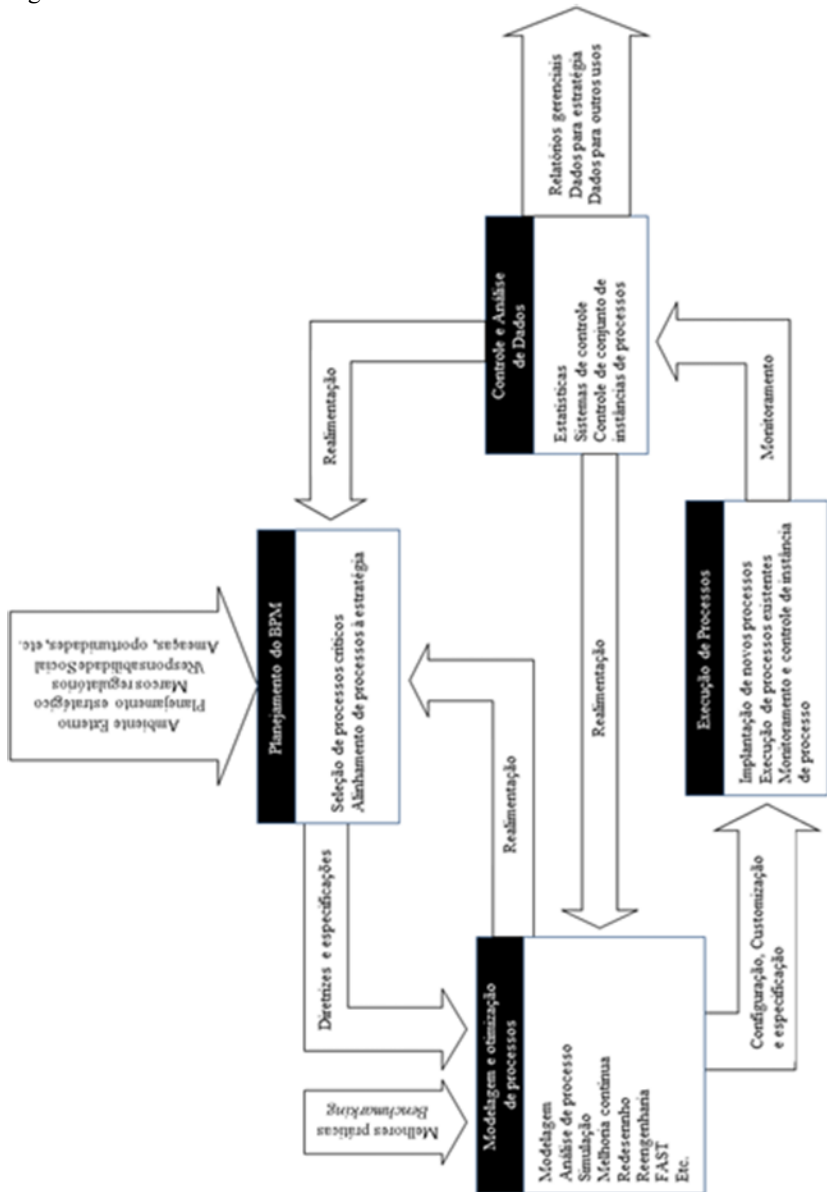 Ambiente Externo
Planejamento estratégico
Marcos regulatórios
\Responsabilidade Social
Ameaças, oportunidades, etc.
Planejamento do BPM
Seleção de processos críticos
Alinhamento de processos à estratégia
Diretrizes e especificações
Realimentação
Realimentação
Melhores práticas
Benchmarking
Modelagem e otimização
de processos
Modelagem
Análise de processo
Simulação
Melhoria contínua
Redesennho
Reengenharia
FAST
Etc.
Realimentação
Controle e Análise
de Dados
Estatísticas
Sistemas de controle
Controle de conjunto de
instâncias de processos
Relatórios gerenciais
Dados para estratégia
Dados para outros usos
Configuração, Customização
e especificação
Execução de Processos
Implantação de novos processos
Execução de processos existentes
Monitoramento e controle de instância
de processo
Monitoramento